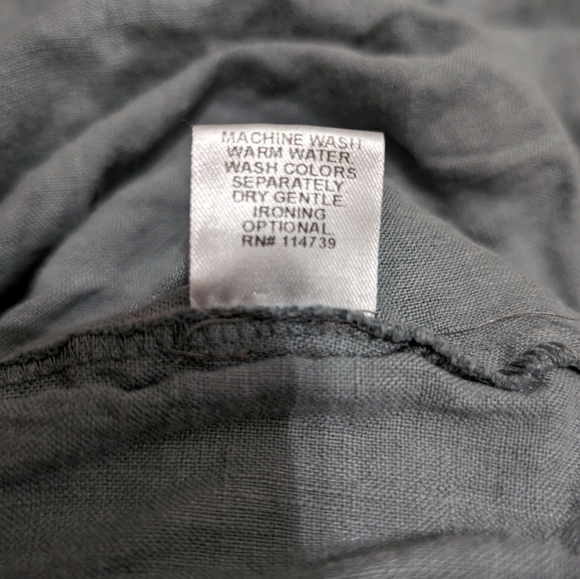 MACHINE WASH
WARM WATER.
WASH COLORS
SEPARATELY
DRY GENTLE.
IRONING
OPTIONAL.
RN# 114739